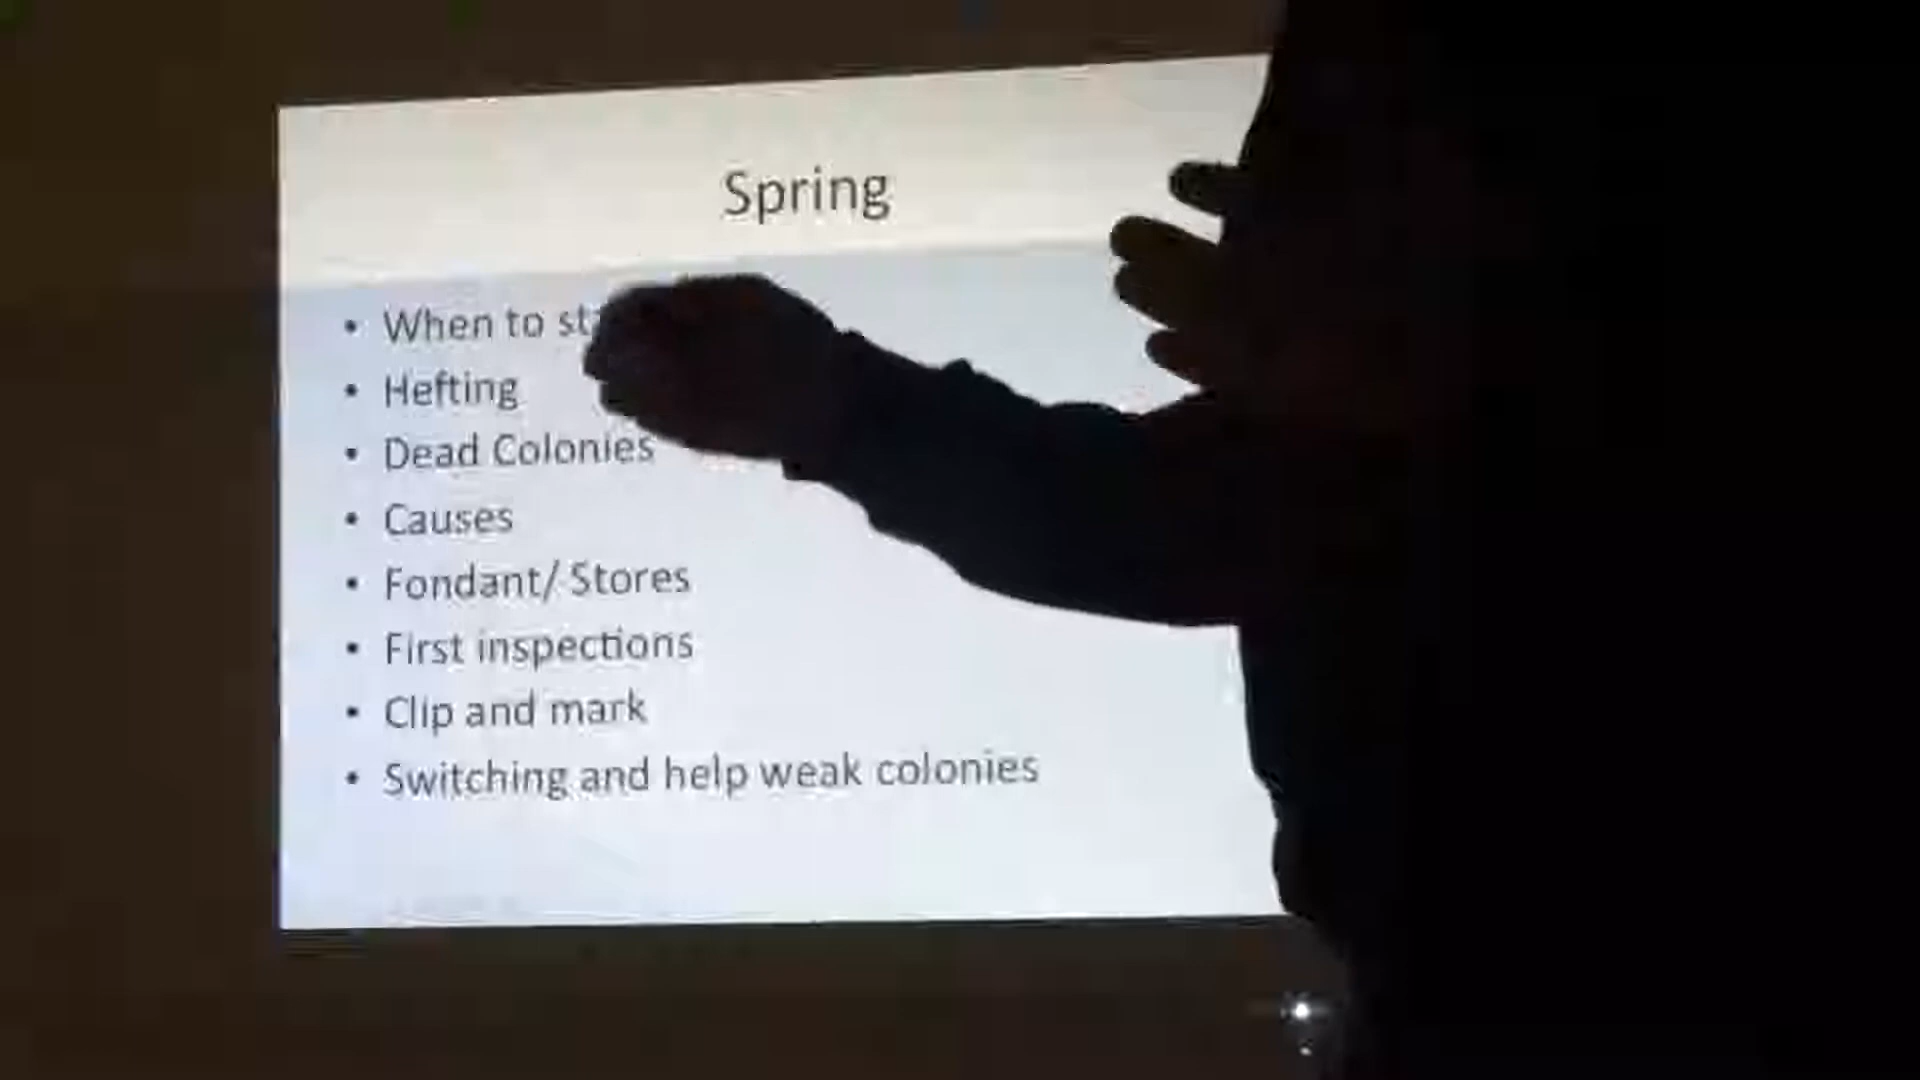 Spring
• When to
• Hefting
• Dead Colonies
• Causes
• Fondant/ Stores
• First inspections
• Clip and mark
• Switching and help weak colonies